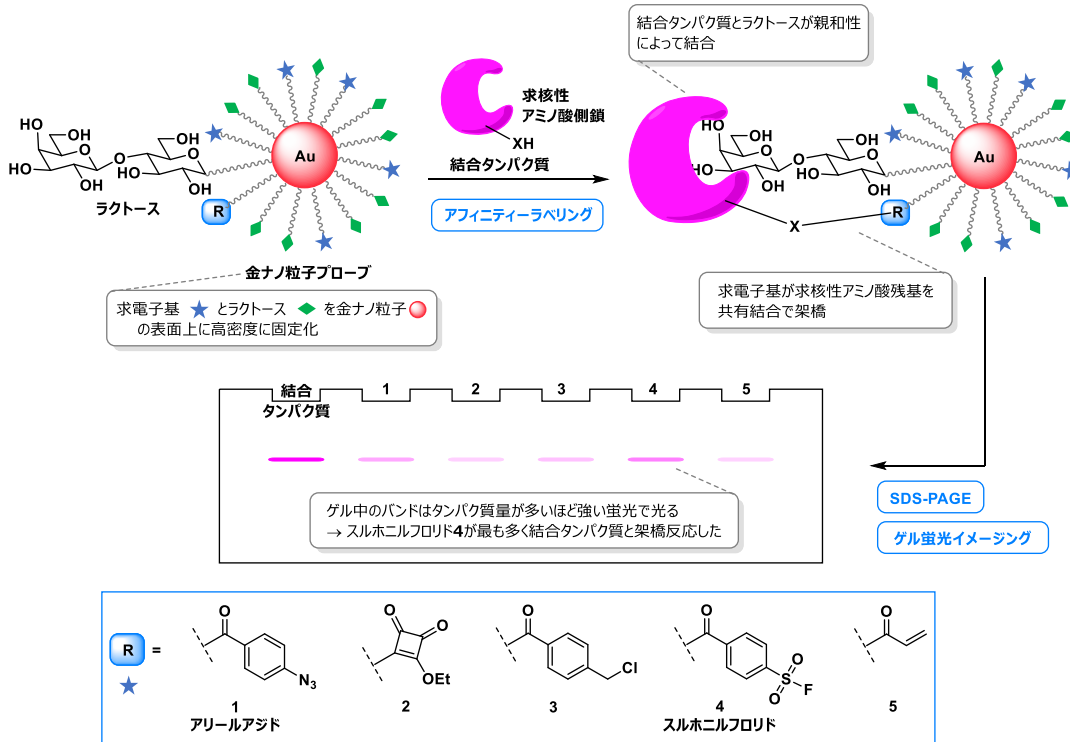 結合タンパク質とラクトースが親和性
によって結合
求核性
アミノ酸側鎖
XH
結合タンパク質
アフィニティーラベリング
HO
OH
O
HO
OH
O
OH
O
HO
OH
ラクトース
Au
R
金ナノ粒子プローブ
求電子基 とラクトース を金ナノ粒子
の表面上に高密度に固定化
HO
OH
O
HO
OH
O
OH
O
HO
OH
Au
R
X
求電子基が求核性アミノ酸残基を
共有結合で架橋
結合
タンパク質
1
2
3
4
5
ゲル中のバンドはタンパク質量が多いほど強い蛍光で光る
→ スルホニルフロリド4が最も多く結合タンパク質と架橋反応した
SDS-PAGE
ゲル蛍光イメージング
R =
O
N3
1
アリールアジド
O
O
OEt
2
O
Cl
3
O
O
S
O
F
4
スルホニルフロリド
O
5